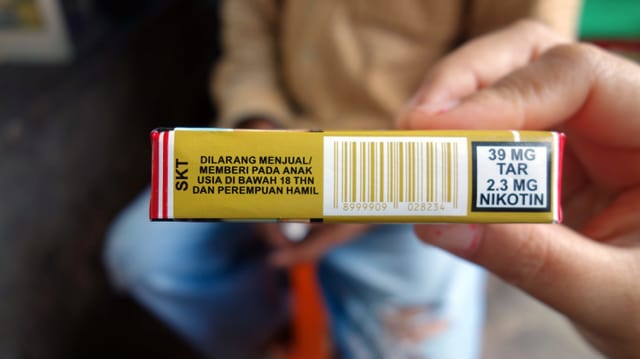 SKT
DILARANG MENJUAL/
MEMBERI PADA ANAK
USIA DI BAWAH 18 THN
DAN PEREMPUAN HAMIL
8999909 028234
39 MG
TAR
2.3 MG
NIKOTIN